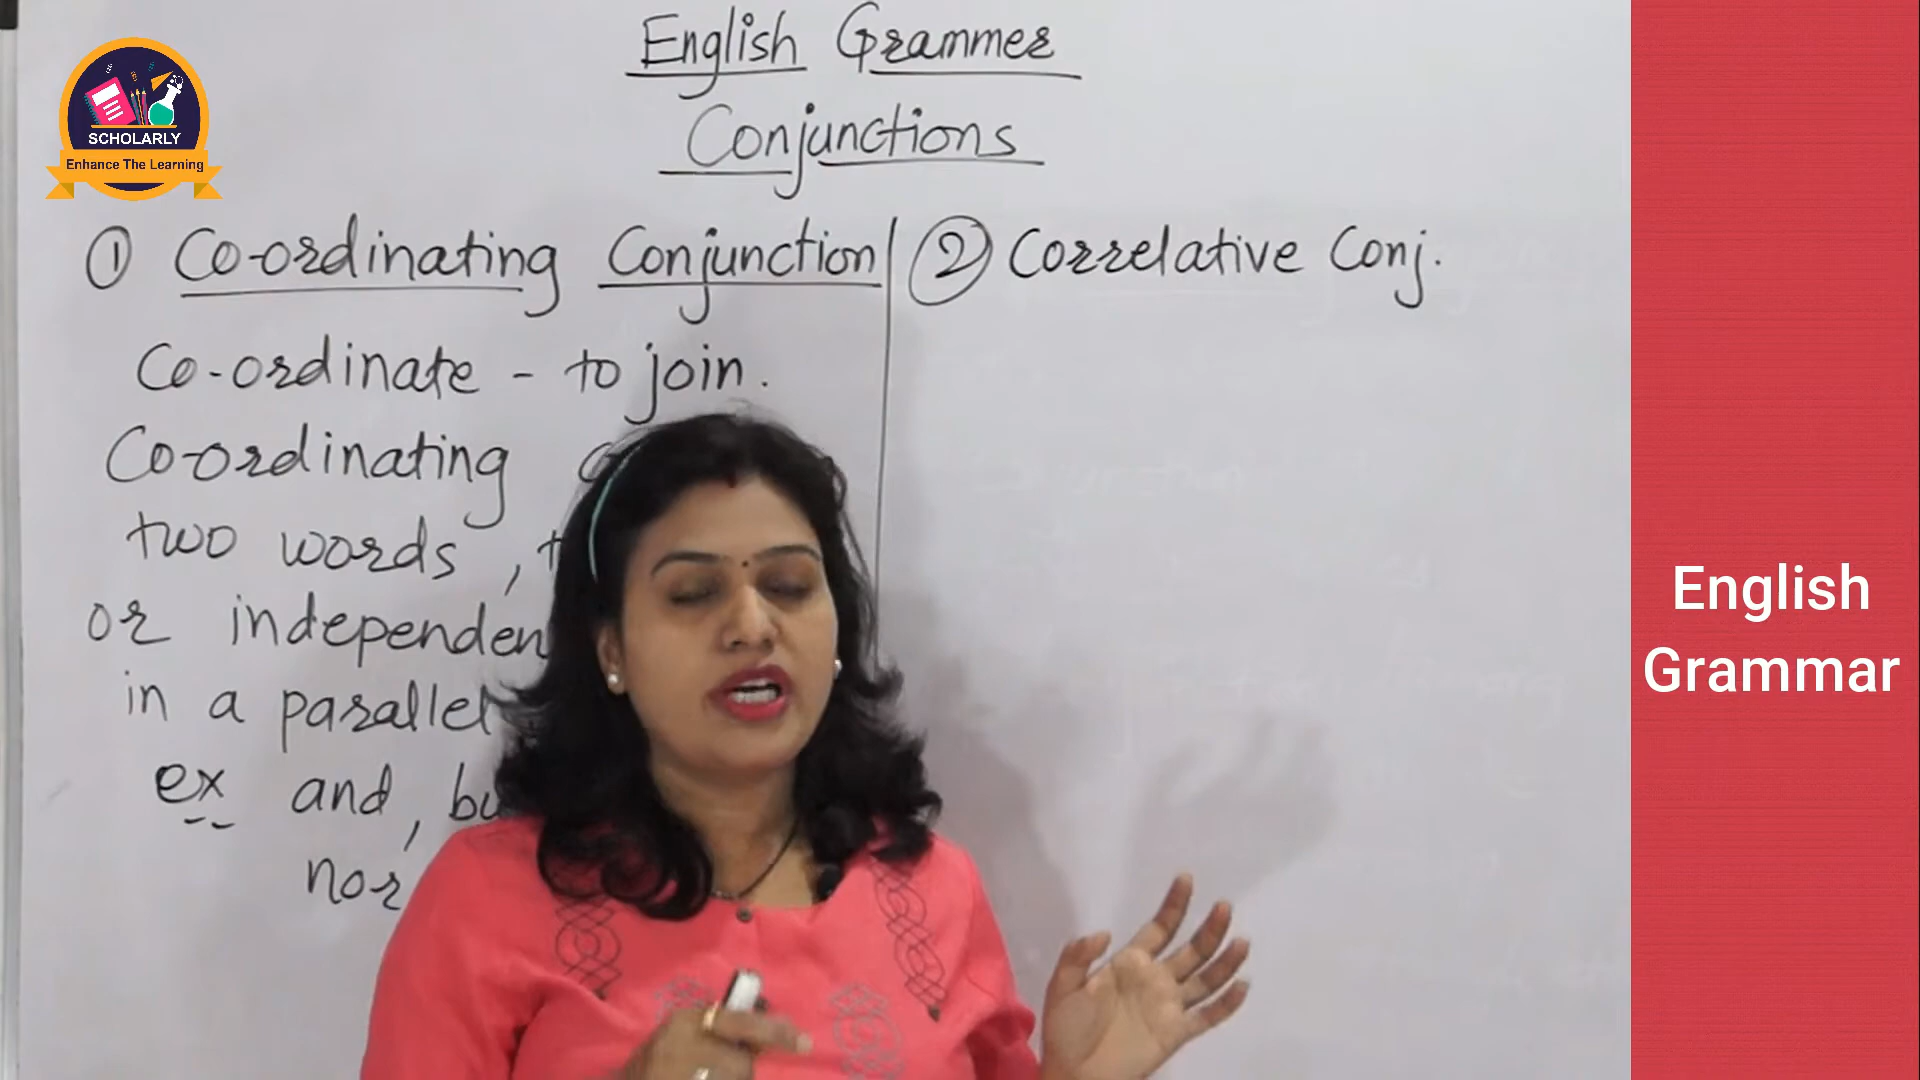 SCHOLARLY
Enhance The Learning
English Grammer
Conjunctions
① Co-ordinating Conjunction
② Correlative Conj.
Co-ordinate - to join.
Co-ordinating
two words,
or independen
in a parallel
ex and, bu
nor
English
Grammar